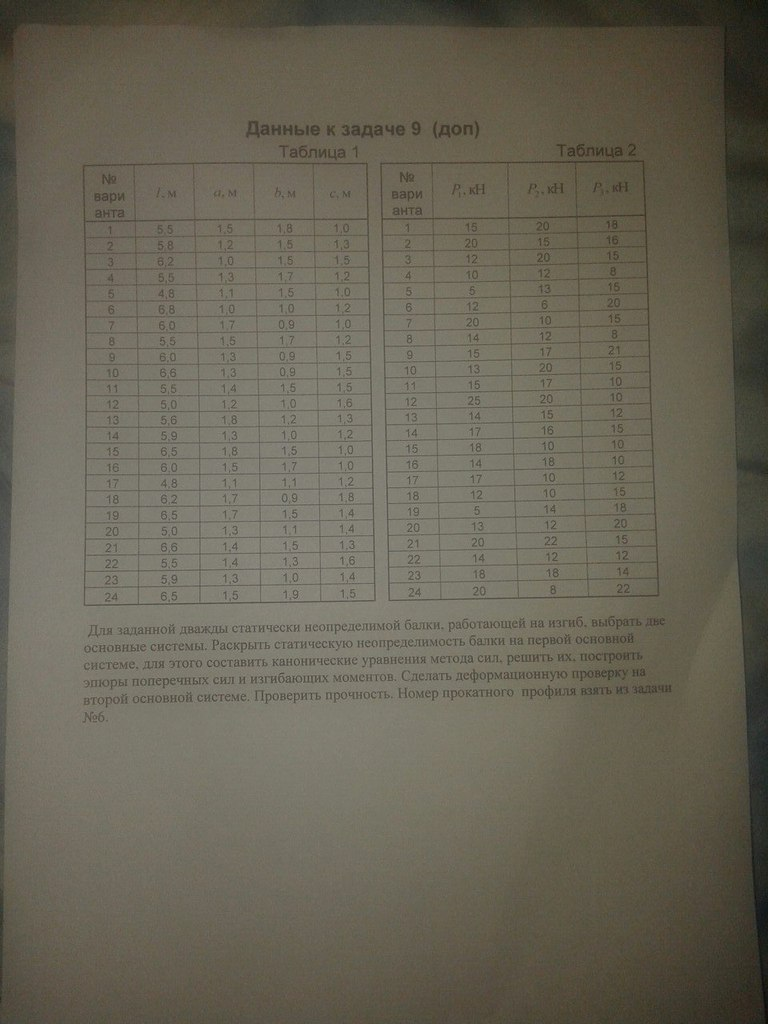 Данные к задаче 9 (доп)
Таблица 1 Таблица 2
№ вари анта l, м a, м b, м c, м
1 5,5 1,5 1,8 1,0
2 5,8 1,2 1,5 1,3
3 6,2 1,0 1,5 1,5
4 5,5 1,3 1,7 1,2
5 4,8 1,1 1,5 1,0
6 6,8 1,0 1,0 1,2
7 6,0 1,7 0,9 1,0
8 5,5 1,5 1,7 1,2
9 6,0 1,3 0,9 1,5
10 6,6 1,3 0,9 1,5
11 5,5 1,4 1,5 1,5
12 5,0 1,2 1,0 1,6
13 5,6 1,8 1,2 1,3
14 5,9 1,3 1,0 1,2
15 6,5 1,8 1,5 1,0
16 6,0 1,5 1,7 1,0
17 4,8 1,1 1,1 1,2
18 6,2 1,7 0,9 1,8
19 6,5 1,7 1,5 1,4
20 5,0 1,3 1,1 1,4
21 6,6 1,4 1,5 1,3
22 5,5 1,4 1,3 1,6
23 5,9 1,3 1,0 1,4
24 6,5 1,5 1,9 1,5
№ вари анта P₁, кН P₂, кН P₃, кН
1 15 20 18
2 20 15 16
3 12 20 15
4 10 12 8
5 5 13 15
6 12 6 20
7 20 10 15
8 14 12 8
9 15 17 21
10 13 20 15
11 15 17 10
12 25 20 10
13 14 15 12
14 17 16 15
15 18 10 10
16 14 18 10
17 17 10 12
18 12 10 15
19 5 14 18
20 13 12 20
21 20 22 15
22 14 12 12
23 18 18 14
24 20 8 22
Для заданной дважды статически неопределимой балки, работающей на изгиб, выбрать две
основные системы. Раскрыть статическую неопределимость балки на первой основной
системе, для этого составить канонические уравнения метода сил, решить их, построить
эпюры поперечных сил и изгибающих моментов. Сделать деформационную проверку на
второй основной системе. Проверить прочность. Номер прокатного профиля взять из задачи
№6.